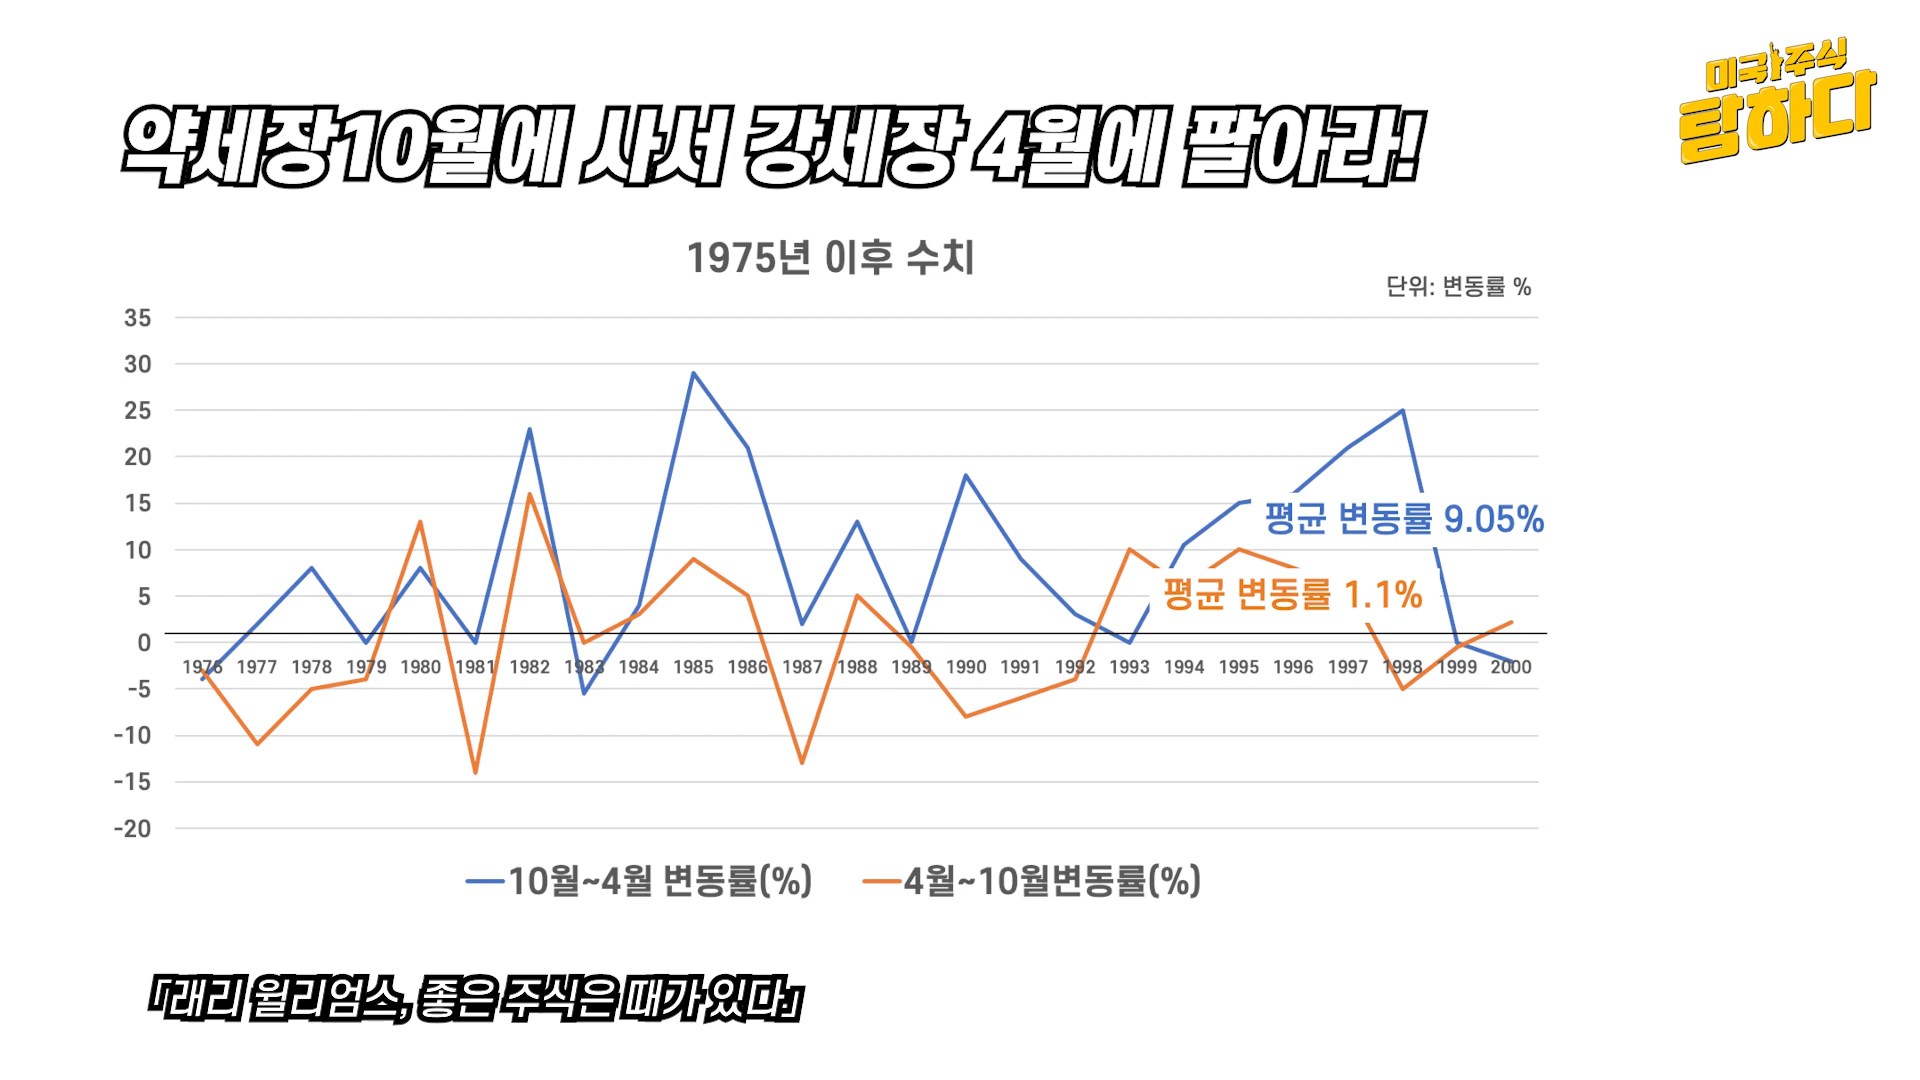 미국주식
탐하다
약세장10월에 사서 강세장 4월에 팔아라!
1975년 이후 수치
단위: 변동률 %
35
30
25
20
15
10
5
0
-5
-10
-15
-20
평균 변동률 9.05%
평균 변동률 1.1%
1976 1977 1978 1979 1980 1981 1982 1983 1984 1985 1986 1987 1988 1989 1990 1991 1992 1993 1994 1995 1996 1997 1998 1999 2000
10월~4월 변동률(%) 4월~10월변동률(%)
「래리 윌리엄스, 좋은 주식은 때가 있다」